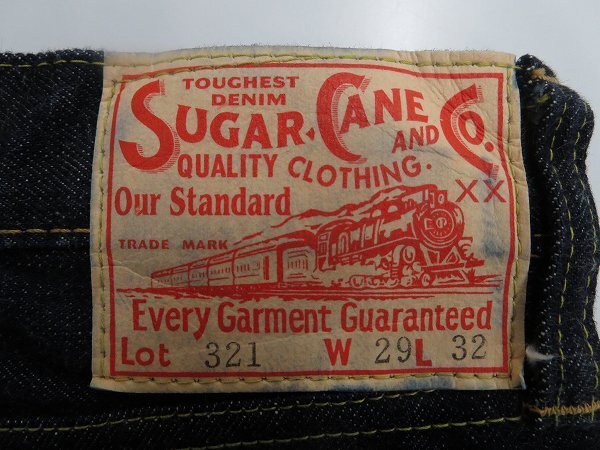 TOUGHEST
DENIM
SUGAR CANE AND CO.
QUALITY CLOTHING.
Our Standard XX
TRADE MARK
Every Garment Guaranteed
Lot 321 W 29 L 32